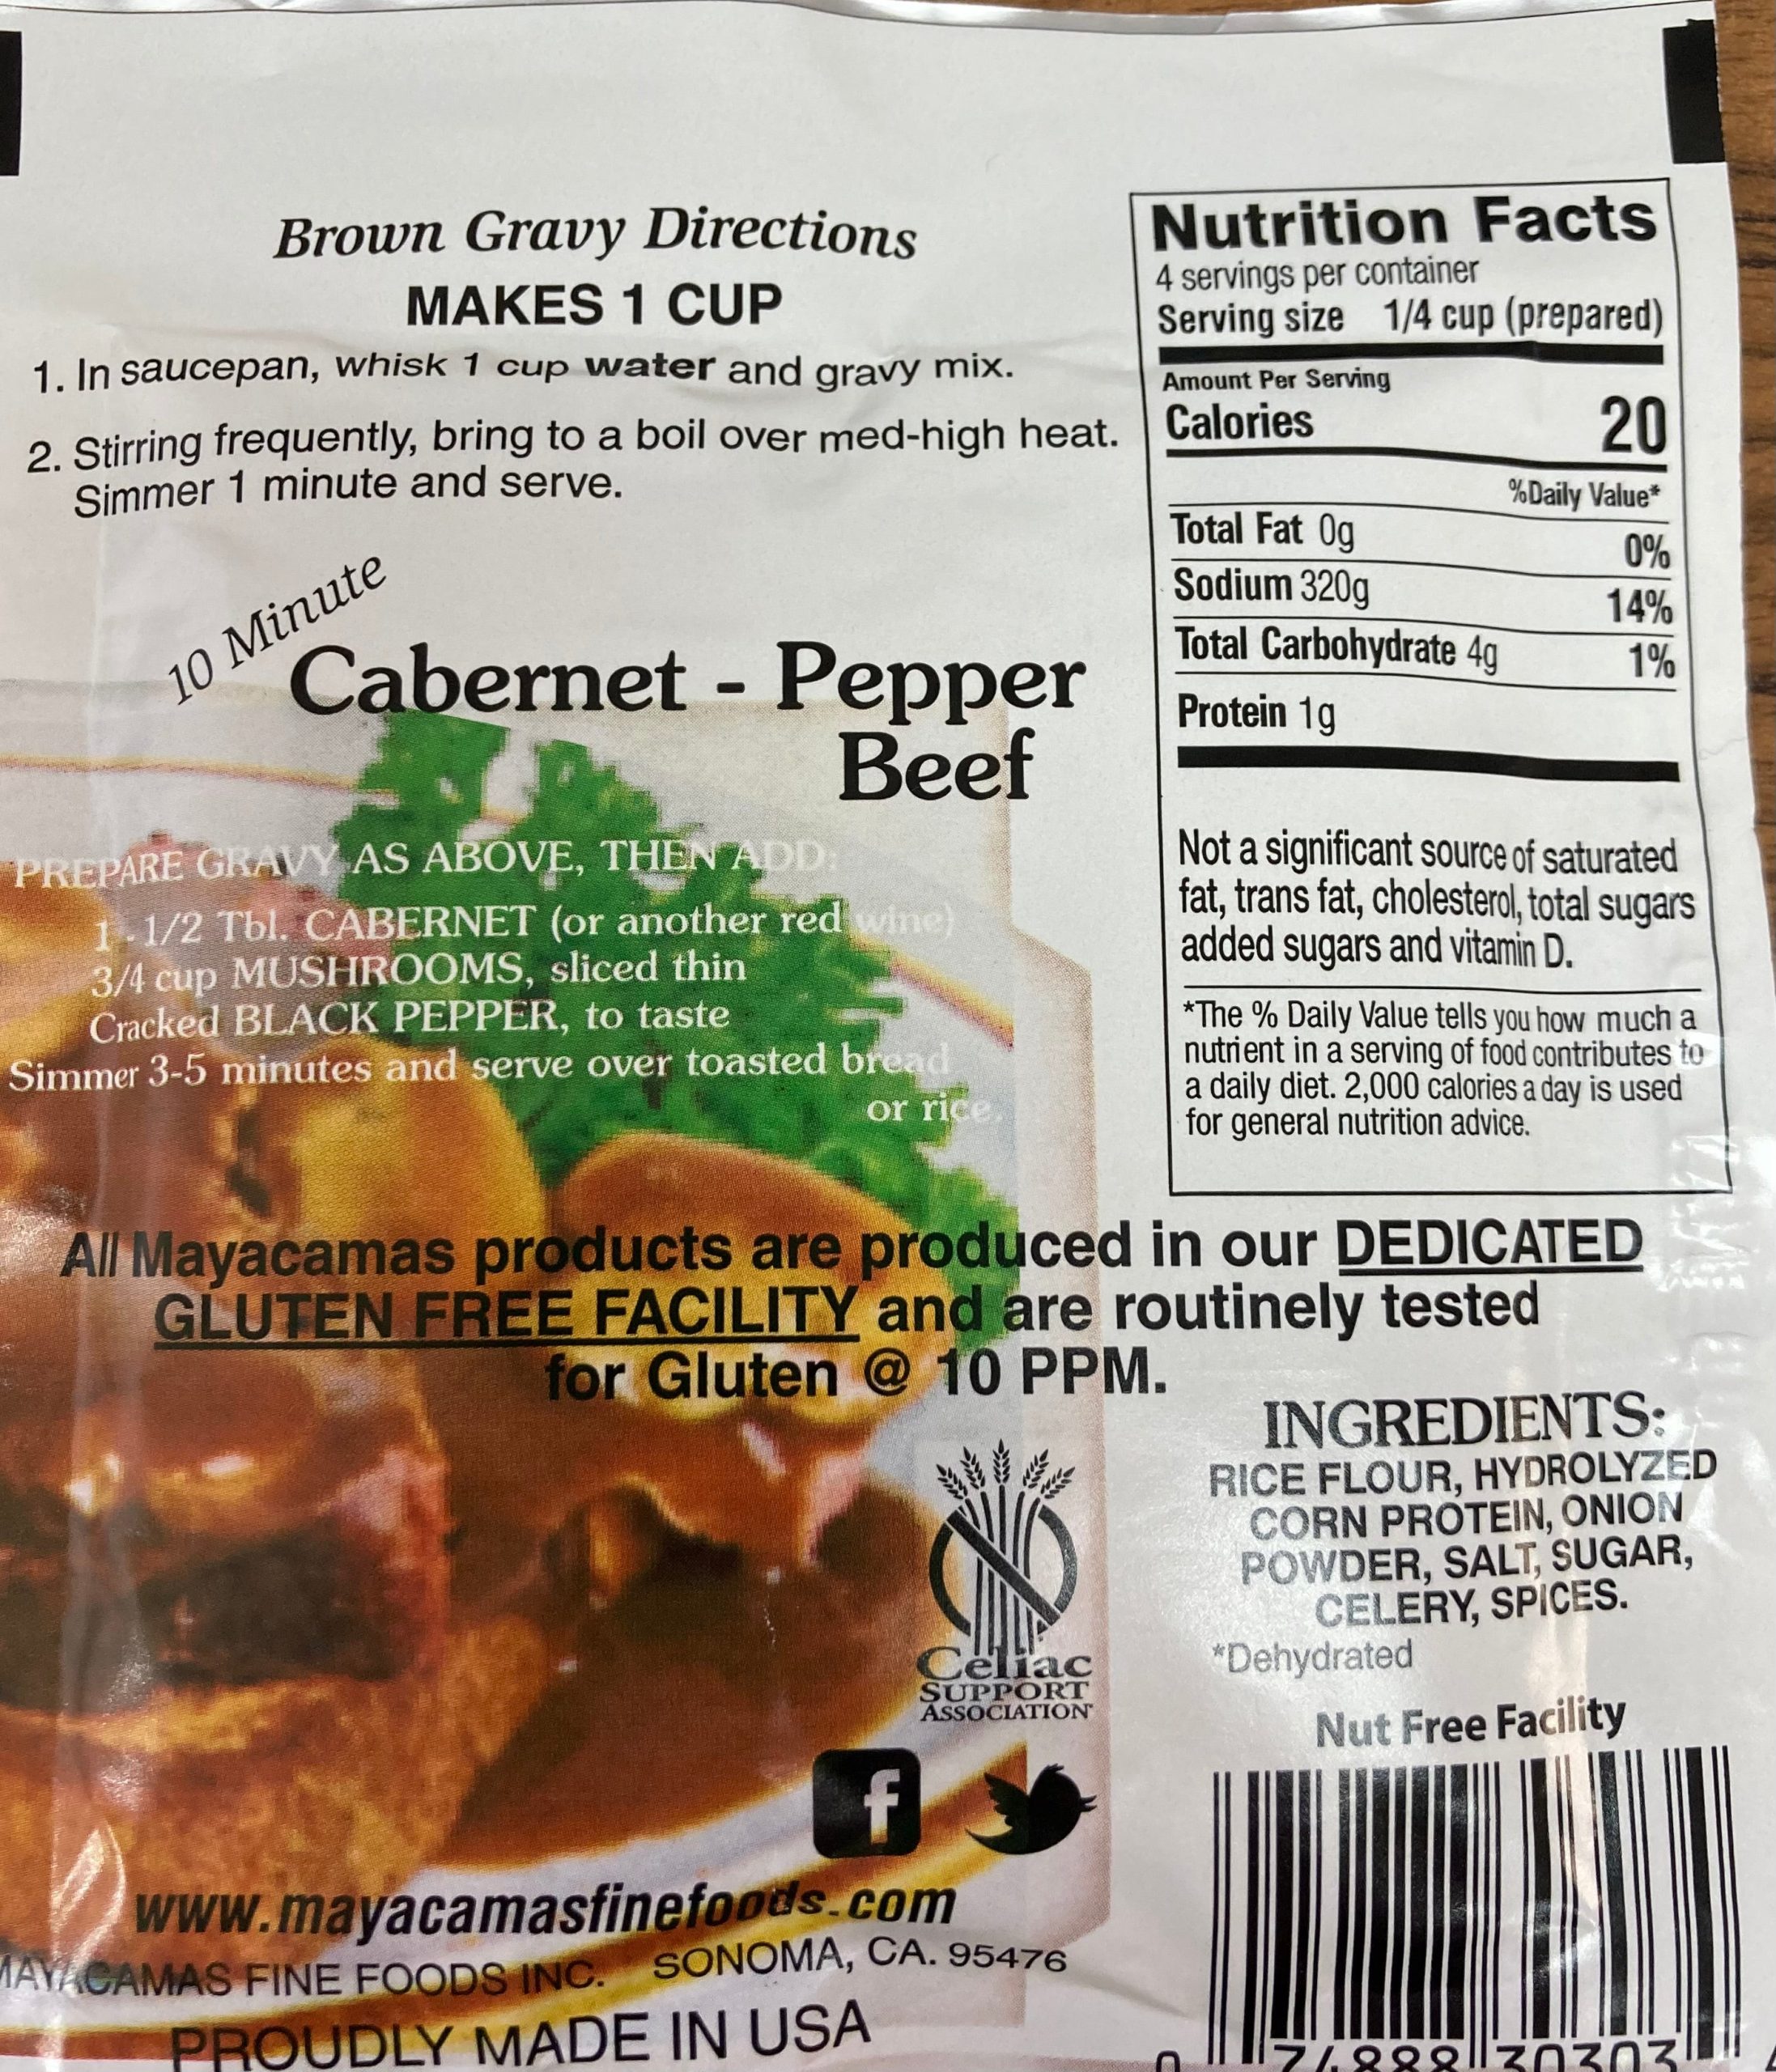 Brown Gravy Directions
MAKES 1 CUP
1. In saucepan, whisk 1 cup water and gravy mix.
2. Stirring frequently, bring to a boil over med-high heat.
Simmer 1 minute and serve.
10 Minute
Cabernet - Pepper
Beef
PREPARE GRAVY AS ABOVE, THEN ADD:
1 - 1/2 Tbl. CABERNET (or another red wine)
3/4 cup MUSHROOMS, sliced thin
Cracked BLACK PEPPER, to taste
Simmer 3-5 minutes and serve over toasted bread
or rice.
Nutrition Facts
4 servings per container
Serving size 1/4 cup (prepared)
Amount Per Serving
Calories 20
%Daily Value*
Total Fat 0g 0%
Sodium 320g 14%
Total Carbohydrate 4g 1%
Protein 1g
Not a significant source of saturated
fat, trans fat, cholesterol, total sugars
added sugars and vitamin D.
*The % Daily Value tells you how much a
nutrient in a serving of food contributes to
a daily diet. 2,000 calories a day is used
for general nutrition advice.
All Mayacamas products are produced in our DEDICATED
GLUTEN FREE FACILITY and are routinely tested
for Gluten @ 10 PPM.
INGREDIENTS:
RICE FLOUR, HYDROLYZED
CORN PROTEIN, ONION
POWDER, SALT, SUGAR,
CELERY, SPICES.
*Dehydrated
Nut Free Facility
Celiac
SUPPORT
ASSOCIATION
f
www.mayacamasfinefoods.com
MAYACAMAS FINE FOODS INC. SONOMA, CA. 95476
PROUDLY MADE IN USA
0 74888 30303